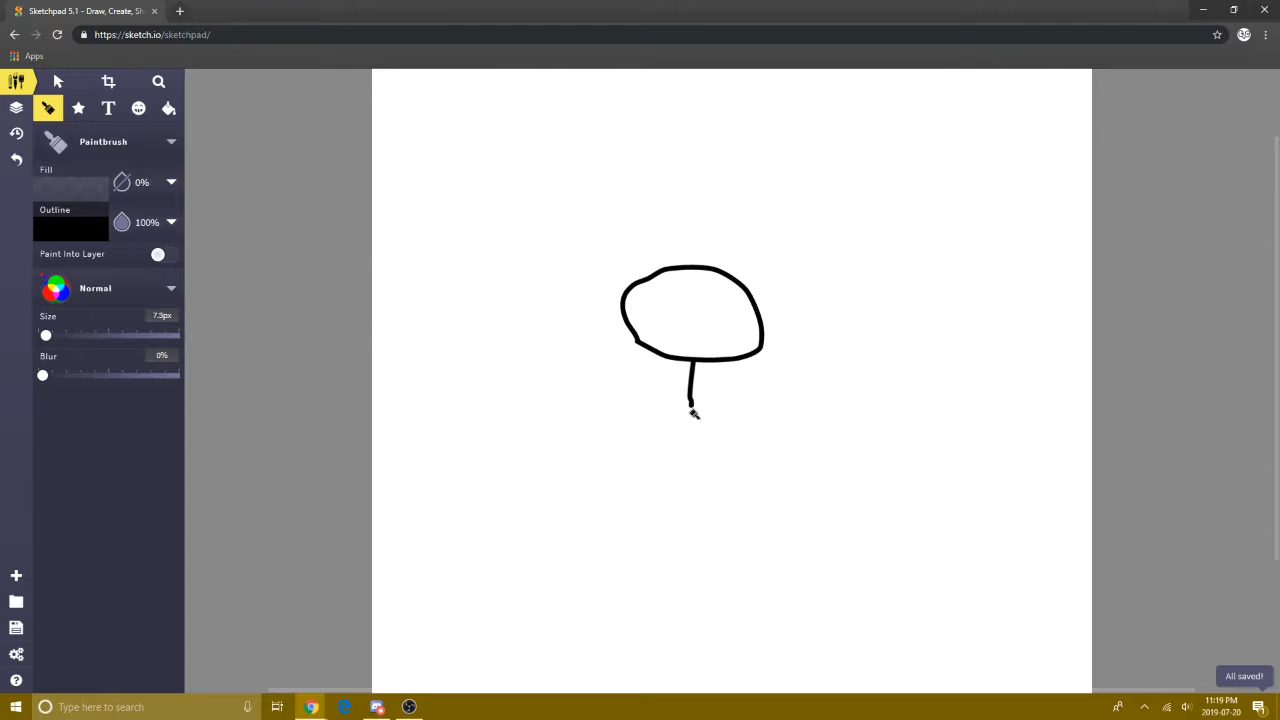 Sketchpad 5.1 - Draw, Create, Sh
https://sketch.io/sketchpad/
Apps
T
Paintbrush
Fill
0%
Outline
100%
Paint Into Layer
Normal
Size
7.3px
Blur
0%
All saved!
Type here to search
11:19 PM
2019-07-20
1